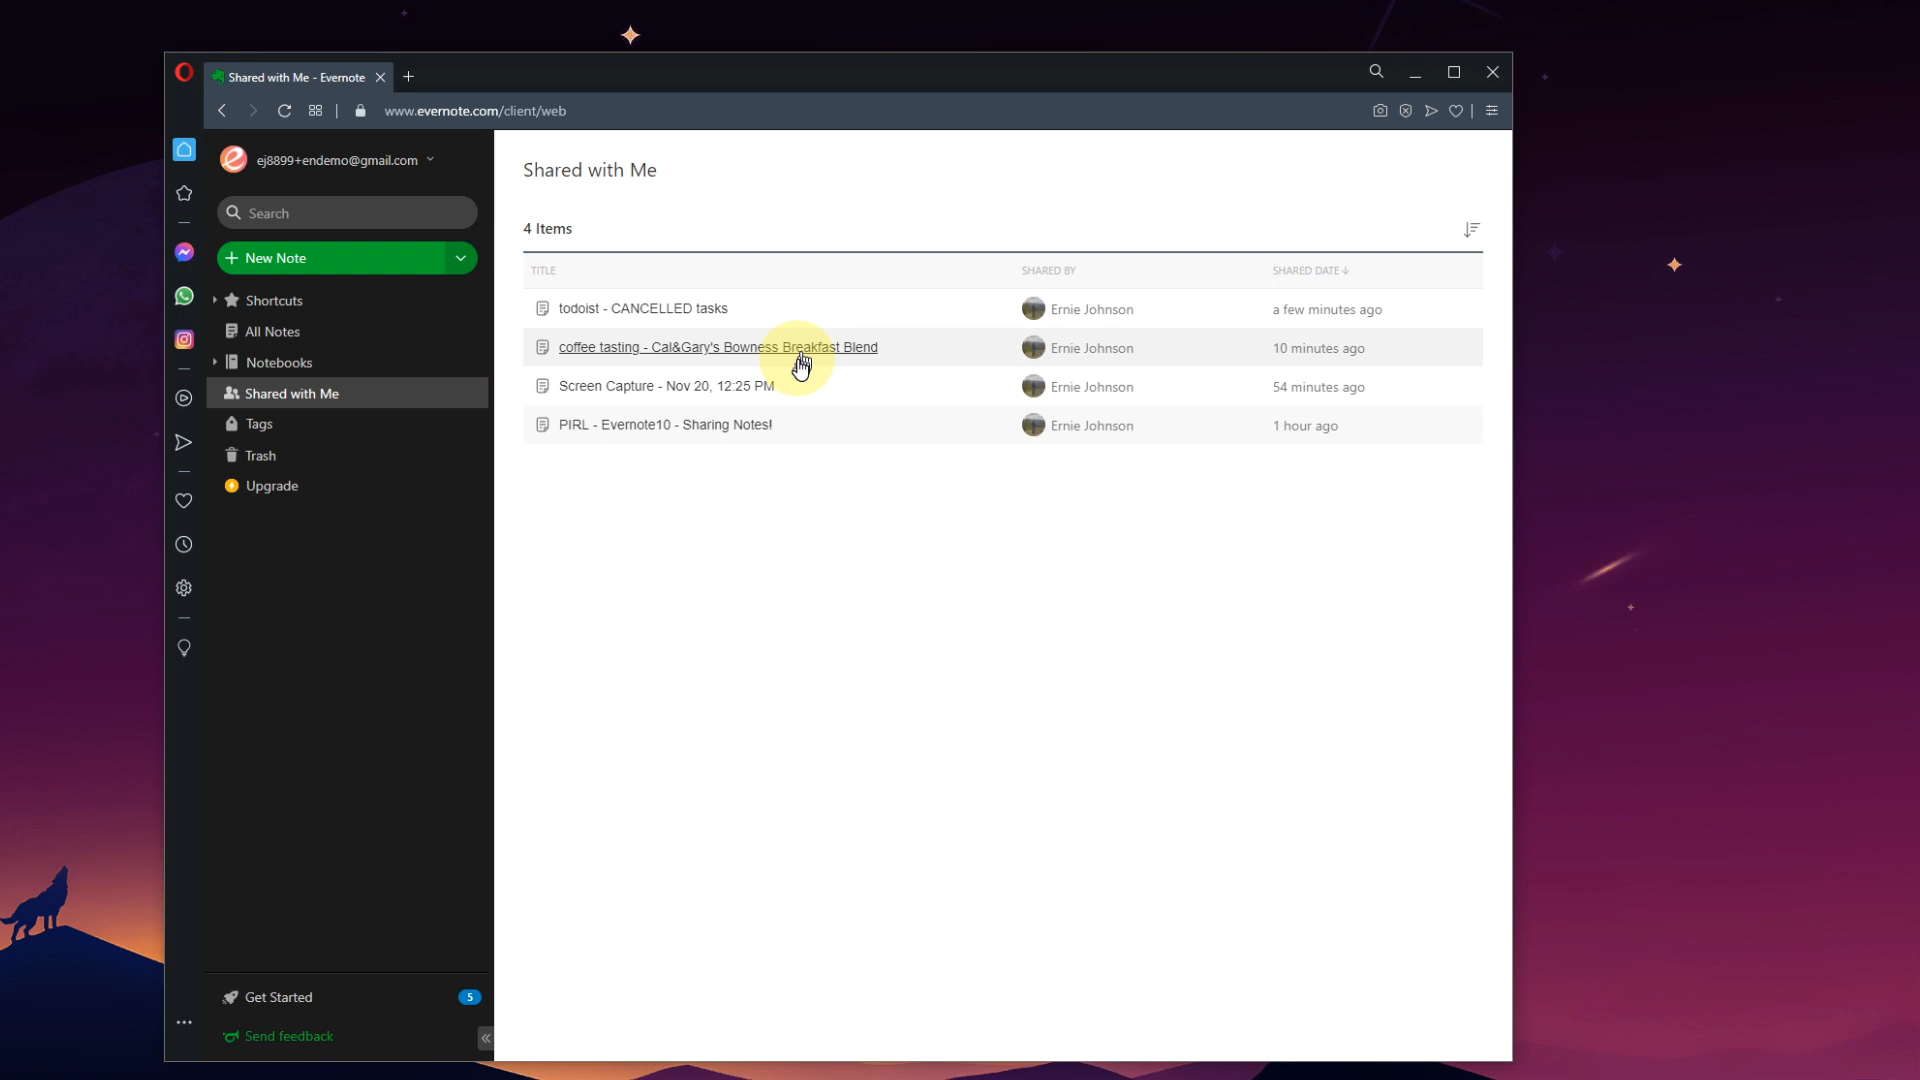 Shared with Me - Evernote
www.evernote.com/client/web
ej8899+endemo@gmail.com
Search
New Note
Shortcuts
All Notes
Notebooks
Shared with Me
Tags
Trash
Upgrade
Get Started 5
Send feedback
Shared with Me
4 Items
TITLE SHARED BY SHARED DATE
todoist - CANCELLED tasks Ernie Johnson a few minutes ago
coffee tasting - Cal&Gary's Bowness Breakfast Blend Ernie Johnson 10 minutes ago
Screen Capture - Nov 20, 12:25 PM Ernie Johnson 54 minutes ago
PIRL - Evernote10 - Sharing Notes! Ernie Johnson 1 hour ago